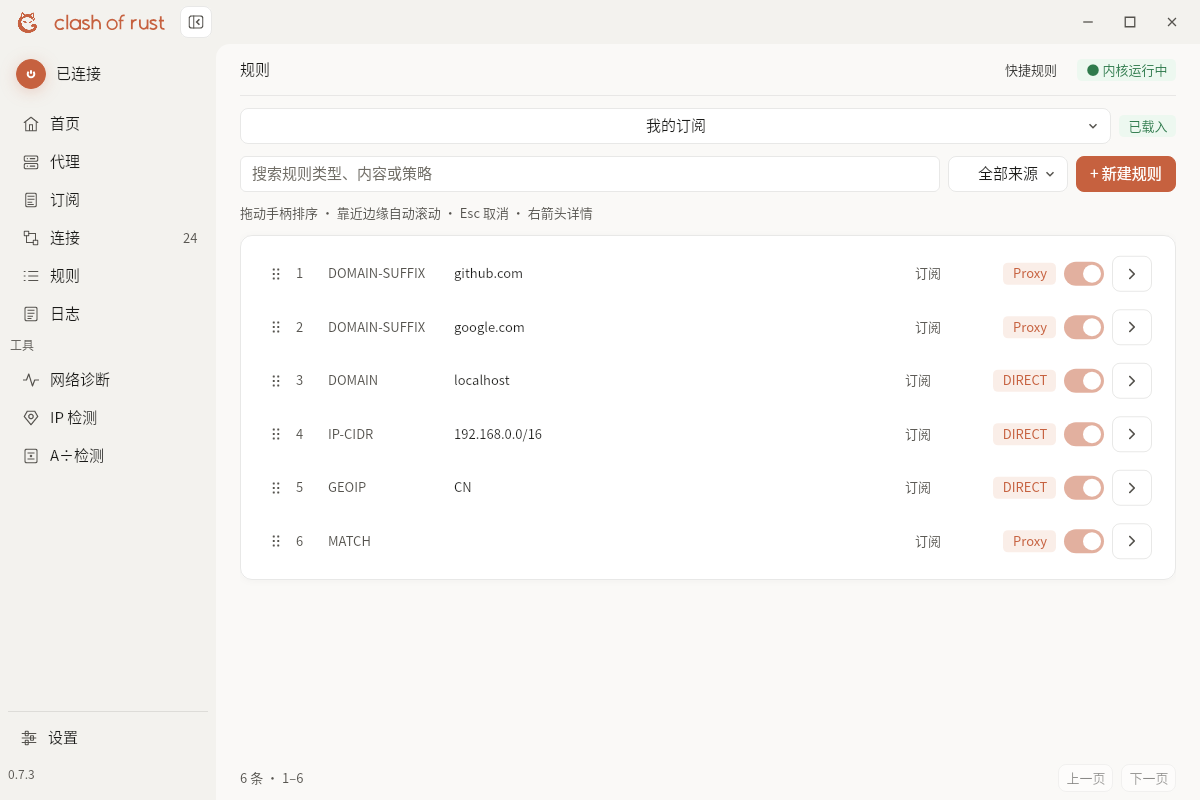 clash of rust
已连接
首页
代理
订阅
连接 24
规则
日志
工具
网络诊断
IP 检测
A÷检测
设置
0.7.3
规则
快捷规则 内核运行中
我的订阅 已载入
搜索规则类型、内容或策略 全部来源 + 新建规则
拖动手柄排序 · 靠近边缘自动滚动 · Esc 取消 · 右箭头详情
1 DOMAIN-SUFFIX github.com 订阅 Proxy
2 DOMAIN-SUFFIX google.com 订阅 Proxy
3 DOMAIN localhost 订阅 DIRECT
4 IP-CIDR 192.168.0.0/16 订阅 DIRECT
5 GEOIP CN 订阅 DIRECT
6 MATCH 订阅 Proxy
6 条 · 1–6 上一页 下一页